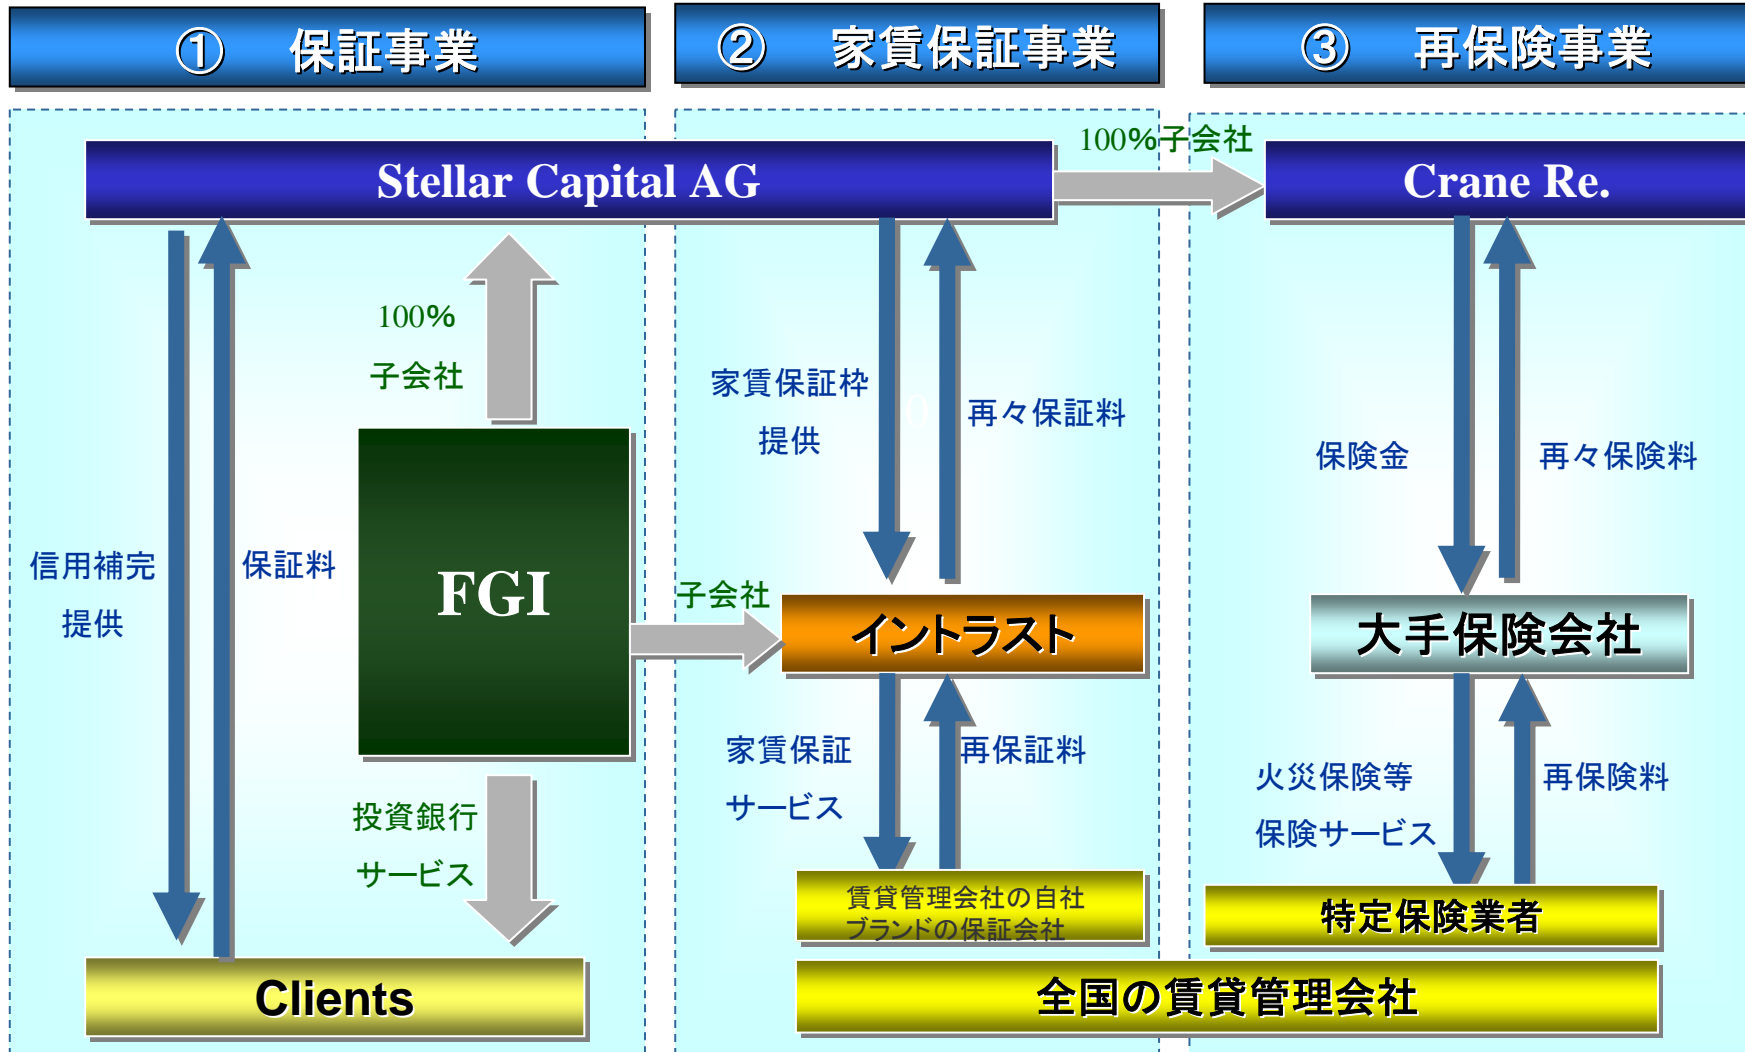 ① 保証事業
② 家賃保証事業
③ 再保険事業
100%子会社
Stellar Capital AG
Crane Re.
100%
子会社
家賃保証枠
提供
0
再々保証料
保険金
再々保険料
信用補完
提供
保証料
FGI
子会社
イントラスト
大手保険会社
家賃保証
サービス
再保証料
火災保険等
保険サービス
再保険料
投資銀行
サービス
賃貸管理会社の自社
ブランドの保証会社
特定保険業者
Clients
全国の賃貸管理会社